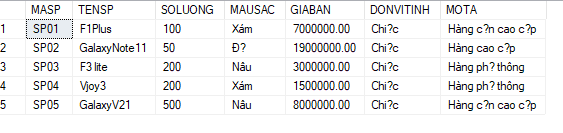 MASP TENSP SOLUONG MAUSAC GIABAN DONVITINH MOTA
1 SP01 F1Plus 100 Xám 7000000.00 Chi?c Hàng c?n cao c?p
2 SP02 GalaxyNote11 50 Đ? 19000000.00 Chi?c Hàng cao c?p
3 SP03 F3 lite 200 Nâu 3000000.00 Chi?c Hàng ph? thông
4 SP04 Vjoy3 200 Xám 1500000.00 Chi?c Hàng ph? thông
5 SP05 GalaxyV21 500 Nâu 8000000.00 Chi?c Hàng c?n cao c?p